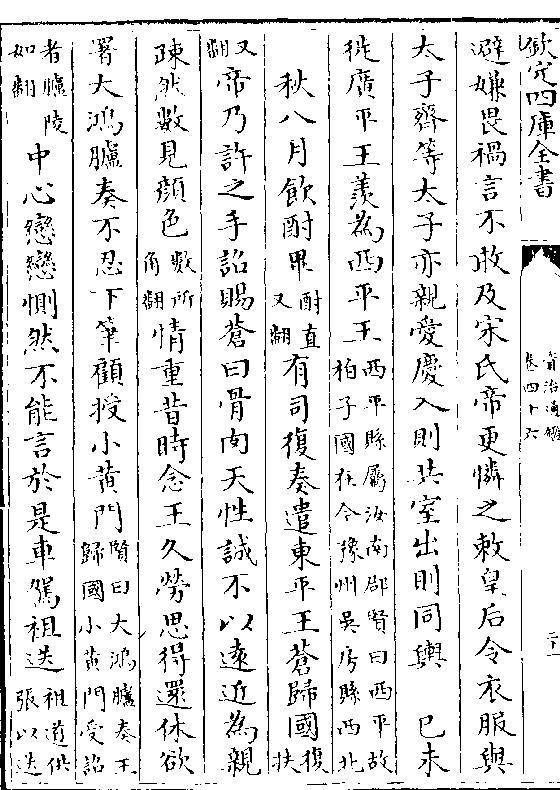 欽定四庫全書
資治通鑑
卷四十六
二十一
避嫌畏禍言不敢及宋氏帝更憐之敕皇后令衣服與
太子齊等太子亦親愛慶入則共室出則同輿　己未
徙廣平王羨為西平王西平縣屬汝南郡賢曰西平故柏子國在今豫州吳房縣西北
秋八月飲酎畢酎直又翻有司復奏遣東平王蒼歸國復扶
又翻帝乃許之手詔賜蒼曰骨肉天性誠不以遠近為親
疎然數見顔色數所角翻情重昔時念王久勞思得還休欲
署大鴻臚奏不忍下筆顧授小黄門賢曰大鴻臚奏王歸國小黄門受詔
者臚陵如翻中心戀戀惻然不能言於是車駕祖送祖道供張以送